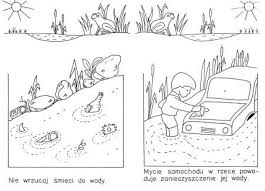 Nie wrzucaj śmieci do wody.
Mycie samochodu w rzece powo-
duje zanieczyszczenie jej wody.